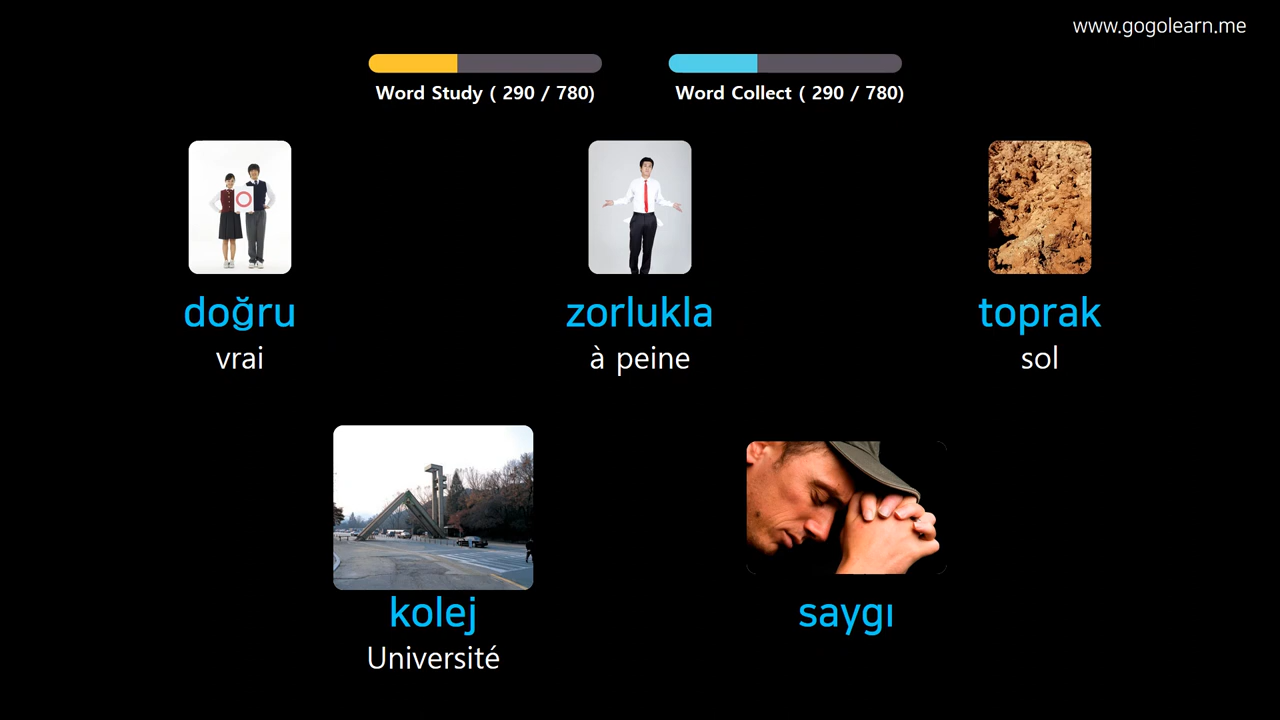 www.gogolearn.me
Word Study ( 290 / 780)
Word Collect ( 290 / 780)
doğru
vrai
zorlukla
à peine
toprak
sol
kolej
Université
saygı